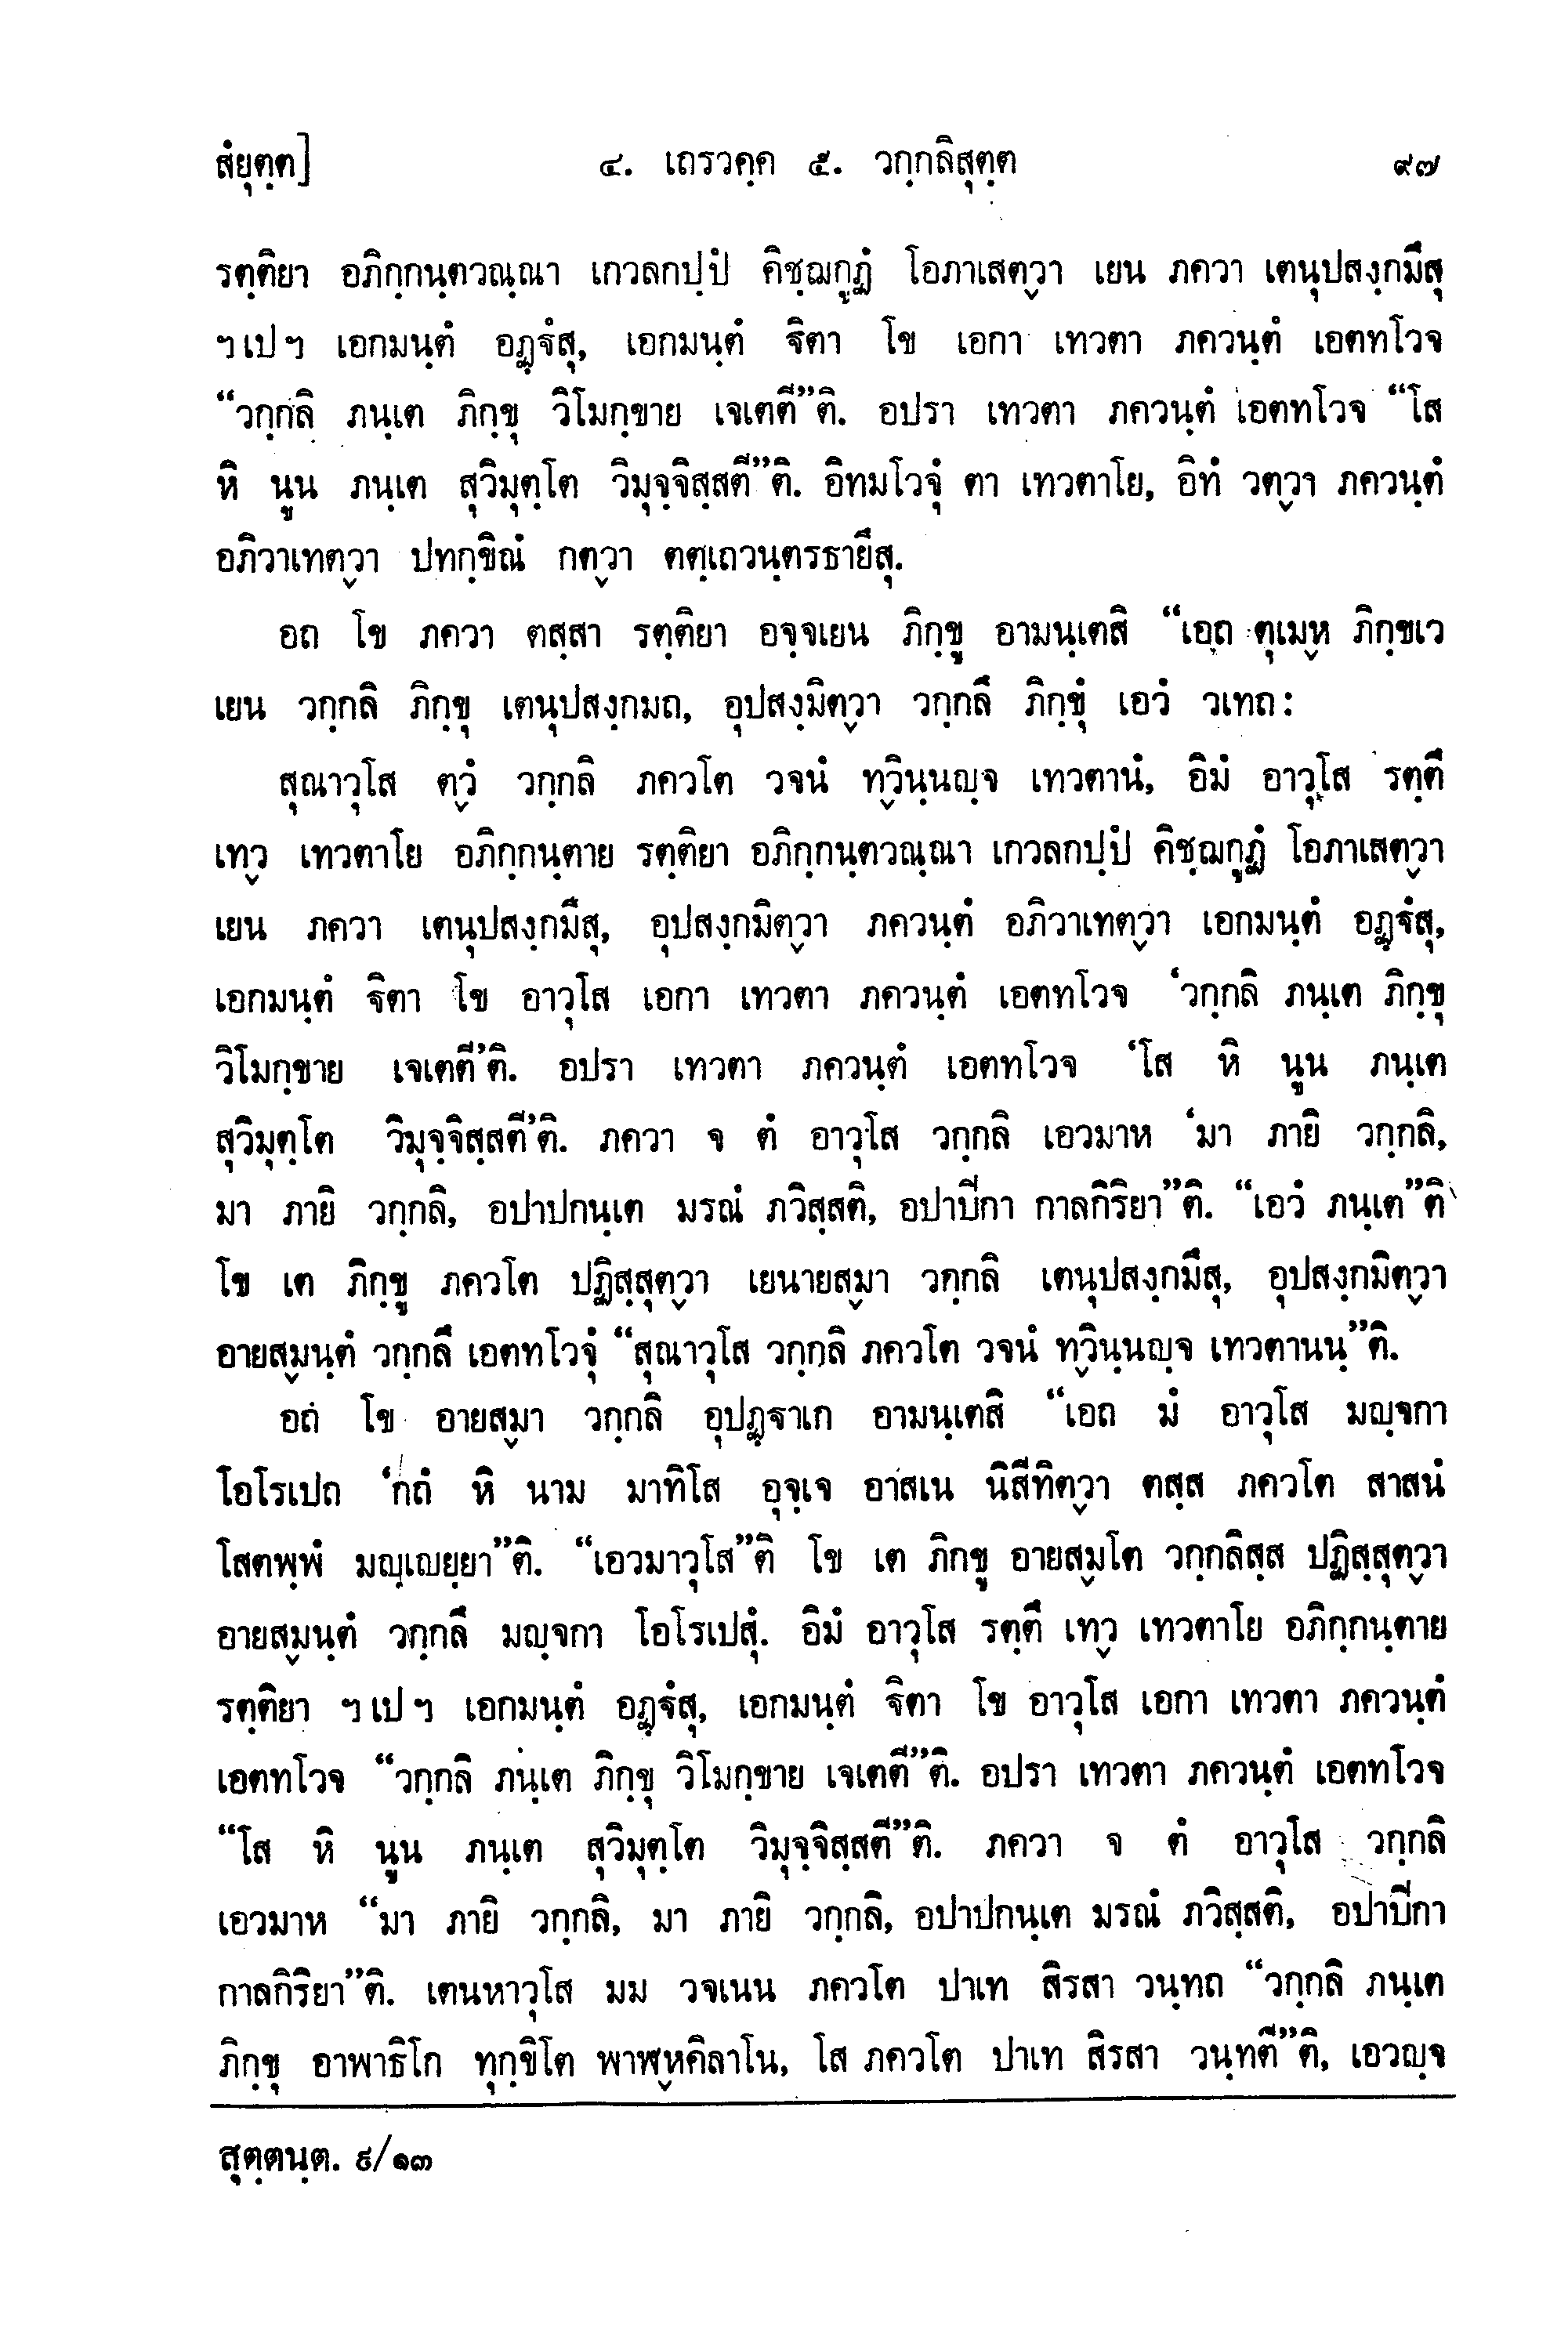 สํยุตฺต] ๔. เถรวคฺค ๕. วกฺกลิสุตฺต ๙๗
รตฺติยา อภิกฺกนฺตวณฺณา เกวลกปฺปํ คิชฺฌกูฏํ โอภาเสตฺวา เยน ภควา เตนุปสงฺกมึสุ
ฯ เป ฯ เอกมนฺตํ อฏฺฐํสุ, เอกมนฺตํ ฐิตา โข เอกา เทวตา ภควนฺตํ เอตทโวจ
“วกฺกลิ ภนฺเต ภิกฺขุ วิโมกฺขาย เจเตตี”ติ. อปรา เทวตา ภควนฺตํ เอตทโวจ “โส
หิ นูน ภนฺเต สุวิมุตฺโต วิมุจฺจิสฺสตี”ติ. อิทมโวจุํ ตา เทวตาโย, อิทํ วตฺวา ภควนฺตํ
อภิวาเทตฺวา ปทกฺขิณํ กตฺวา ตตฺเถวนฺตรธายึสุ.
อถ โข ภควา ตสฺสา รตฺติยา อจฺจเยน ภิกฺขู อามนฺเตสิ “เอถ ตุเมฺห ภิกฺขเว
เยน วกฺกลิ ภิกฺขุ เตนุปสงฺกมถ, อุปสงฺมิตฺวา วกฺกลึ ภิกฺขุํ เอวํ วเทถ:
สุณาวุโส ตฺวํ วกฺกลิ ภควโต วจนํ ทฺวินฺนญฺจ เทวตานํ, อิมํ อาวุโส รตฺตึ
เทฺว เทวตาโย อภิกฺกนฺตาย รตฺติยา อภิกฺกนฺตวณฺณา เกวลกปฺปํ คิชฺฌกูฏํ โอภาเสตฺวา
เยน ภควา เตนุปสงฺกมึสุ, อุปสงฺกมิตฺวา ภควนฺตํ อภิวาเทตฺวา เอกมนฺตํ อฏฺฐํสุ,
เอกมนฺตํ ฐิตา โข อาวุโส เอกา เทวตา ภควนฺตํ เอตทโวจ ‘วกฺกลิ ภนฺเต ภิกฺขุ
วิโมกฺขาย เจเตตี’ติ. อปรา เทวตา ภควนฺตํ เอตทโวจ ‘โส หิ นูน ภนฺเต
สุวิมุตฺโต วิมุจฺจิสฺสตี’ติ. ภควา จ ตํ อาวุโส วกฺกลิ เอวมาห ‘มา ภายิ วกฺกลิ,
มา ภายิ วกฺกลิ, อปาปกนฺเต มรณํ ภวิสฺสติ, อปาปีกา กาลกิริยา”ติ. “เอวํ ภนฺเต”ติ
โข เต ภิกฺขู ภควโต ปฏิสฺสุตฺวา เยนายสฺมา วกฺกลิ เตนุปสงฺกมึสุ, อุปสงฺกมิตฺวา
อายสฺมนฺตํ วกฺกลึ เอตทโวจุํ “สุณาวุโส วกฺกลิ ภควโต วจนํ ทฺวินฺนญฺจ เทวตานนฺ”ติ.
อถ โข อายสฺมา วกฺกลิ อุปฏฺฐาเก อามนฺเตสิ “เอถ มํ อาวุโส มญฺจกา
โอโรเปถ ‘กถํ หิ นาม มาทิโส อุจฺเจ อาสเน นิสีทิตฺวา ตสฺส ภควโต สาสนํ
โสตพฺพํ มญฺเญยฺยา”ติ. “เอวมาวุโส”ติ โข เต ภิกขู อายสฺมโต วกฺกลิสฺส ปฏิสฺสุตฺวา
อายสฺมนฺตํ วกฺกลึ มญฺจกา โอโรเปสุํ. อิมํ อาวุโส รตฺตึ เทฺว เทวตาโย อภิกฺกนฺตาย
รตฺติยา ฯ เป ฯ เอกมนฺตํ อฏฺฐํสุ, เอกมนฺตํ ฐิตา โข อาวุโส เอกา เทวตา ภควนฺตํ
เอตทโวจ “วกฺกลิ ภนฺเต ภิกฺขุ วิโมกฺขาย เจเตตี”ติ. อปรา เทวตา ภควนฺตํ เอตทโวจ
“โส หิ นูน ภนฺเต สุวิมุตฺโต วิมุจฺจิสฺสตี”ติ. ภควา จ ตํ อาวุโส วกฺกลิ
เอวมาห “มา ภายิ วกฺกลิ, มา ภายิ วกฺกลิ, อปาปกนฺเต มรณํ ภวิสฺสติ, อปาปีกา
กาลกิริยา”ติ. เตนหาวุโส มม วจเนน ภควโต ปาเท สิรสา วนฺทถ “วกฺกลิ ภนฺเต
ภิกฺขุ อาพาธิโก ทุกฺขิโต พาฬฺหคิลาโน, โส ภควโต ปาเท สิรสา วนฺทตี”ติ, เอวญฺจ
สุตฺตนฺต. ๙/๑๓